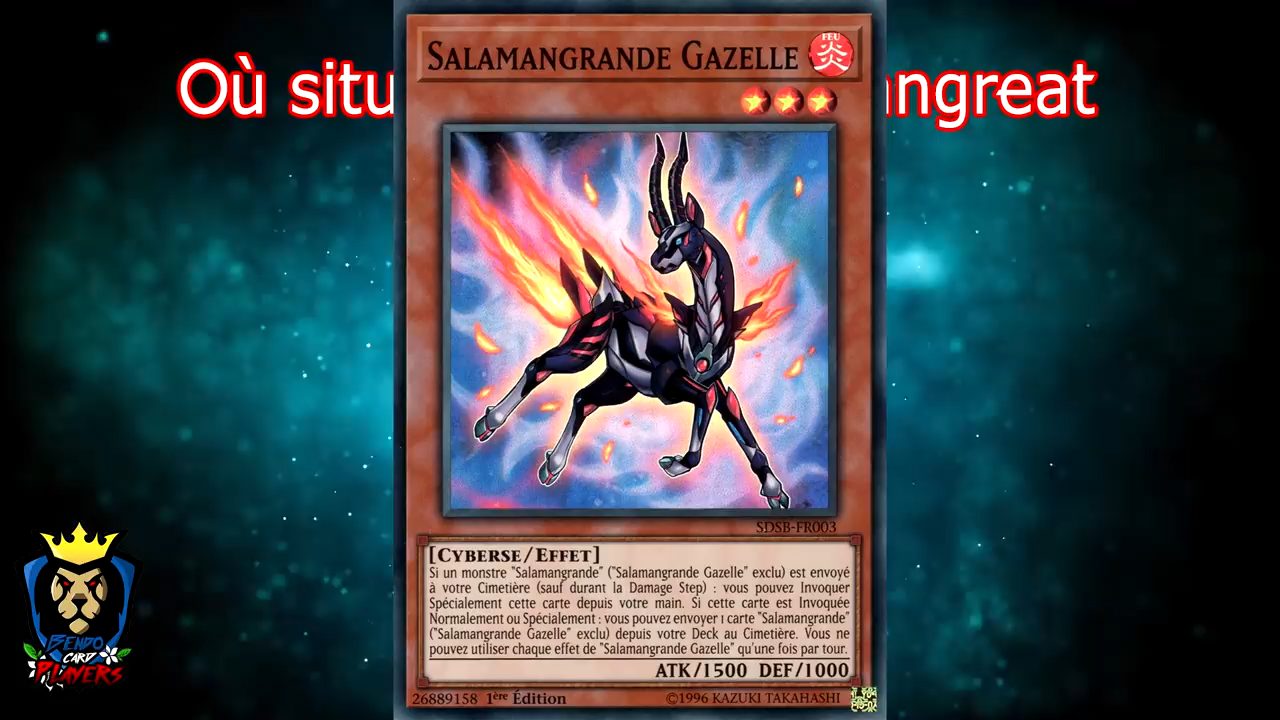 Où situ
angreat
SALAMANGRANDE GAZELLE
FEU
炎
SDSB-FR003
[CYBERSE/EFFET]
Si un monstre "Salamangrande" ("Salamangrande Gazelle" exclu) est envoyé
à votre Cimetière (sauf durant la Damage Step) : vous pouvez Invoquer
Spécialement cette carte depuis votre main. Si cette carte est Invoquée
Normalement ou Spécialement : vous pouvez envoyer 1 carte "Salamangrande"
("Salamangrande Gazelle" exclu) depuis votre Deck au Cimetière. Vous ne
pouvez utiliser chaque effet de "Salamangrande Gazelle" qu'une fois par tour.
ATK/1500 DEF/1000
26889158 1ère Édition ©1996 KAZUKI TAKAHASHI
BENDO
CARD
PLAYERS